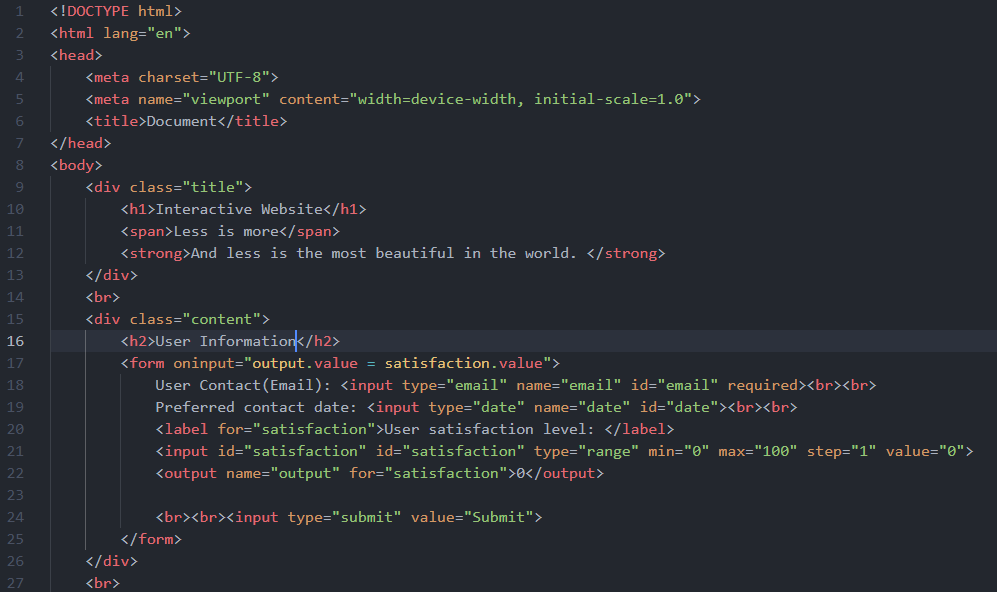 1 <!DOCTYPE html>
2 <html lang="en">
3 <head>
4     <meta charset="UTF-8">
5     <meta name="viewport" content="width=device-width, initial-scale=1.0">
6     <title>Document</title>
7 </head>
8 <body>
9     <div class="title">
10         <h1>Interactive Website</h1>
11         <span>Less is more</span>
12         <strong>And less is the most beautiful in the world. </strong>
13     </div>
14     <br>
15     <div class="content">
16         <h2>User Information</h2>
17         <form oninput="output.value = satisfaction.value">
18             User Contact(Email): <input type="email" name="email" id="email" required><br><br>
19             Preferred contact date: <input type="date" name="date" id="date"><br><br>
20             <label for="satisfaction">User satisfaction level: </label>
21             <input id="satisfaction" id="satisfaction" type="range" min="0" max="100" step="1" value="0">
22             <output name="output" for="satisfaction">0</output>
23
24             <br><br><input type="submit" value="Submit">
25         </form>
26     </div>
27     <br>